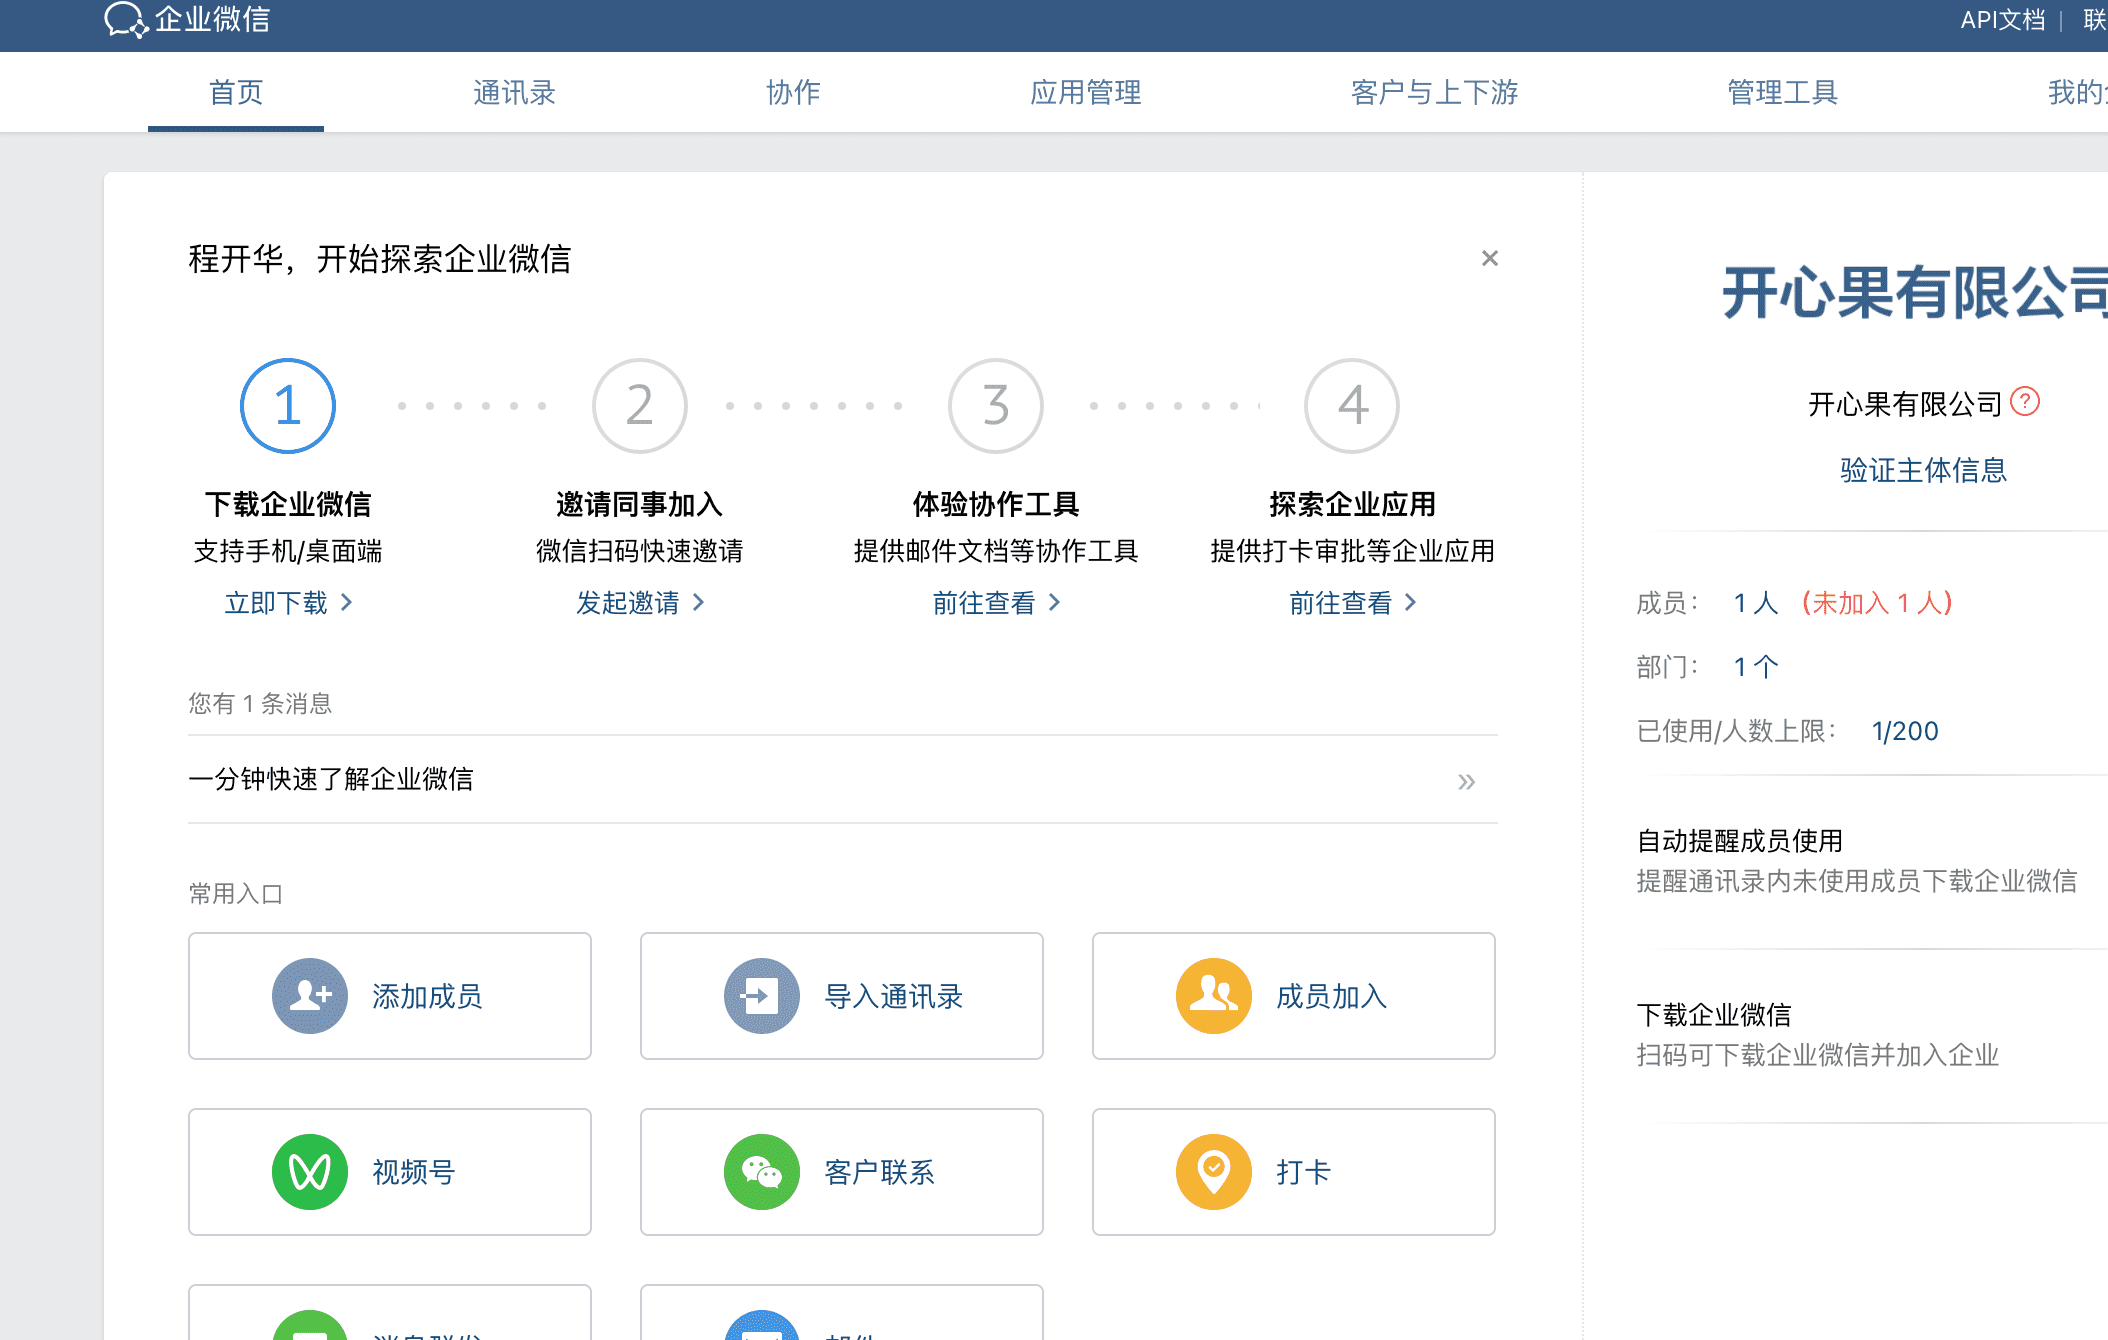 企业微信
API文档
首页 通讯录 协作 应用管理 客户与上下游 管理工具 我的
程开华，开始探索企业微信
×
1 2 3 4
下载企业微信 邀请同事加入 体验协作工具 探索企业应用
支持手机/桌面端 微信扫码快速邀请 提供邮件文档等协作工具 提供打卡审批等企业应用
立即下载 发起邀请 前往查看 前往查看
您有 1 条消息
一分钟快速了解企业微信
常用入口
添加成员 导入通讯录 成员加入
视频号 客户联系 打卡
开心果有限公司
开心果有限公司
验证主体信息
成员： 1 人 (未加入 1 人)
部门： 1 个
已使用/人数上限： 1/200
自动提醒成员使用
提醒通讯录内未使用成员下载企业微信
下载企业微信
扫码可下载企业微信并加入企业